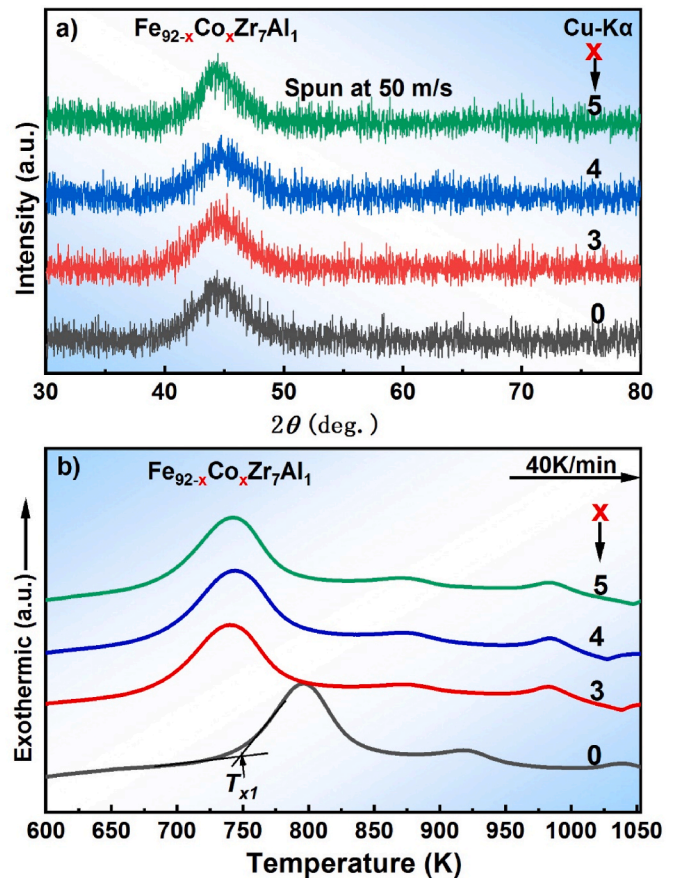 a) Fe92-xCoxZr7Al1 Cu-Kα
x
Spun at 50 m/s
5
4
3
0
Intensity (a.u.)
30 40 50 60 70 80
2θ (deg.)
b) Fe92-xCoxZr7Al1 40K/min
x
5
4
3
0
Tx1
Exothermic (a.u.)
600 650 700 750 800 850 900 950 1000 1050
Temperature (K)